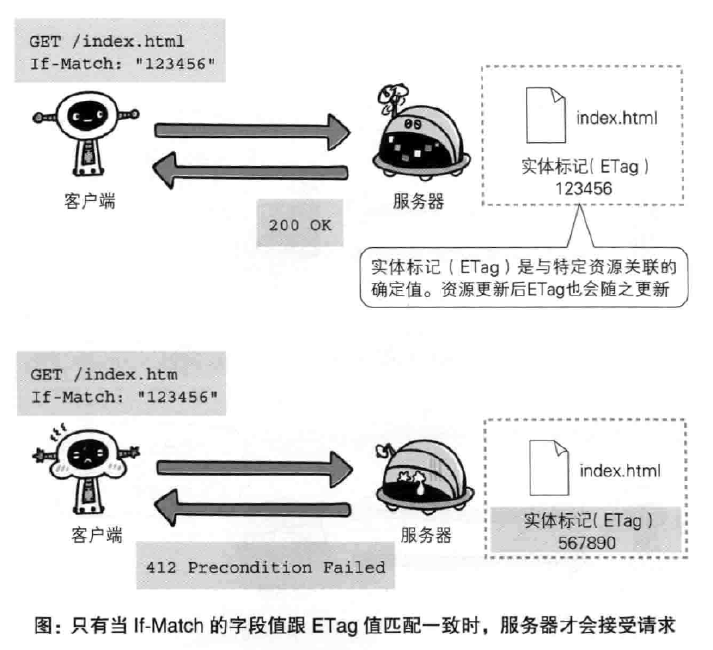 GET /index.html
If-Match: "123456"
index.html
实体标记(ETag)
123456
客户端
服务器
200 OK
实体标记(ETag)是与特定资源关联的
确定值。资源更新后ETag也会随之更新
GET /index.htm
If-Match: "123456"
index.html
实体标记(ETag)
567890
客户端
服务器
412 Precondition Failed
图：只有当 If-Match 的字段值跟 ETag 值匹配一致时，服务器才会接受请求